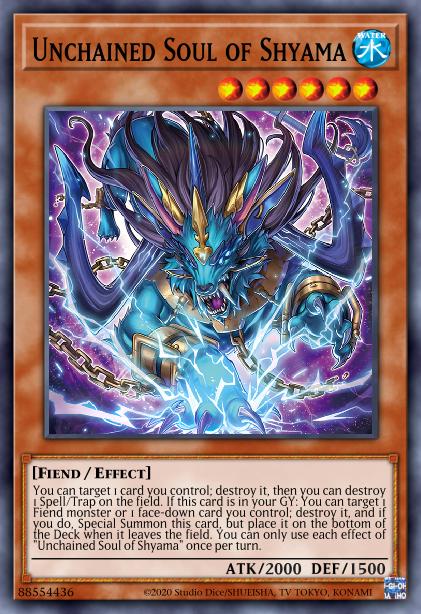 Unchained Soul of Shyama
WATER
水
[Fiend / Effect]
You can target 1 card you control; destroy it, then you can destroy
1 Spell/Trap on the field. If this card is in your GY: You can target 1
Fiend monster or 1 face-down card you control; destroy it, and if
you do, Special Summon this card, but place it on the bottom of
the Deck when it leaves the field. You can only use each effect of
"Unchained Soul of Shyama" once per turn.
ATK/2000 DEF/1500
88554436
©2020 Studio Dice/SHUEISHA, TV TOKYO, KONAMI